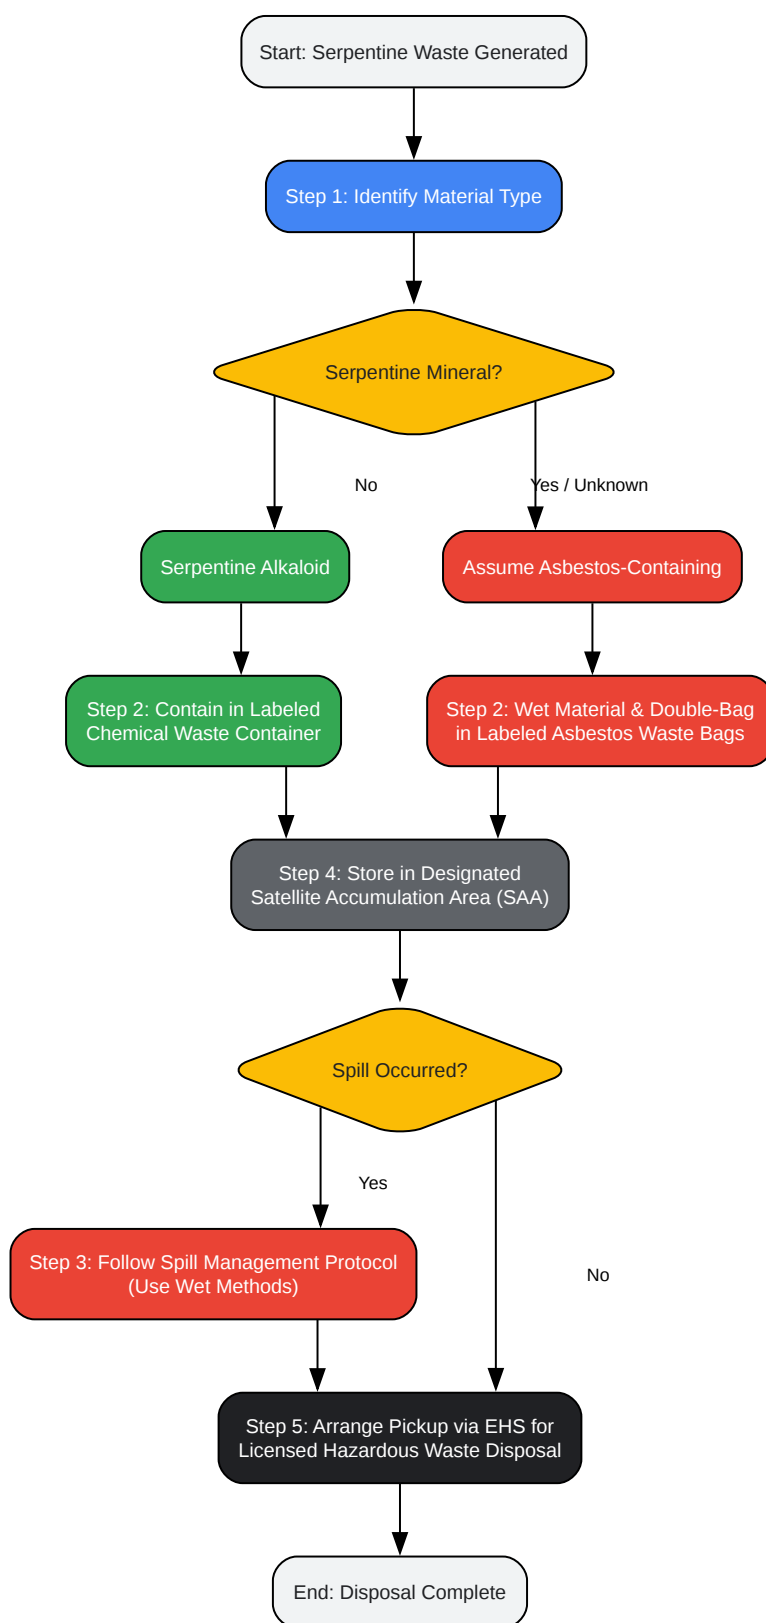 Start: Serpentine Waste Generated
Step 1: Identify Material Type
Serpentine Mineral?
No
Yes / Unknown
Serpentine Alkaloid
Assume Asbestos-Containing
Step 2: Contain in Labeled
Chemical Waste Container
Step 2: Wet Material & Double-Bag
in Labeled Asbestos Waste Bags
Step 4: Store in Designated
Satellite Accumulation Area (SAA)
Spill Occurred?
Yes
Step 3: Follow Spill Management Protocol
(Use Wet Methods)
No
Step 5: Arrange Pickup via EHS for
Licensed Hazardous Waste Disposal
End: Disposal Complete